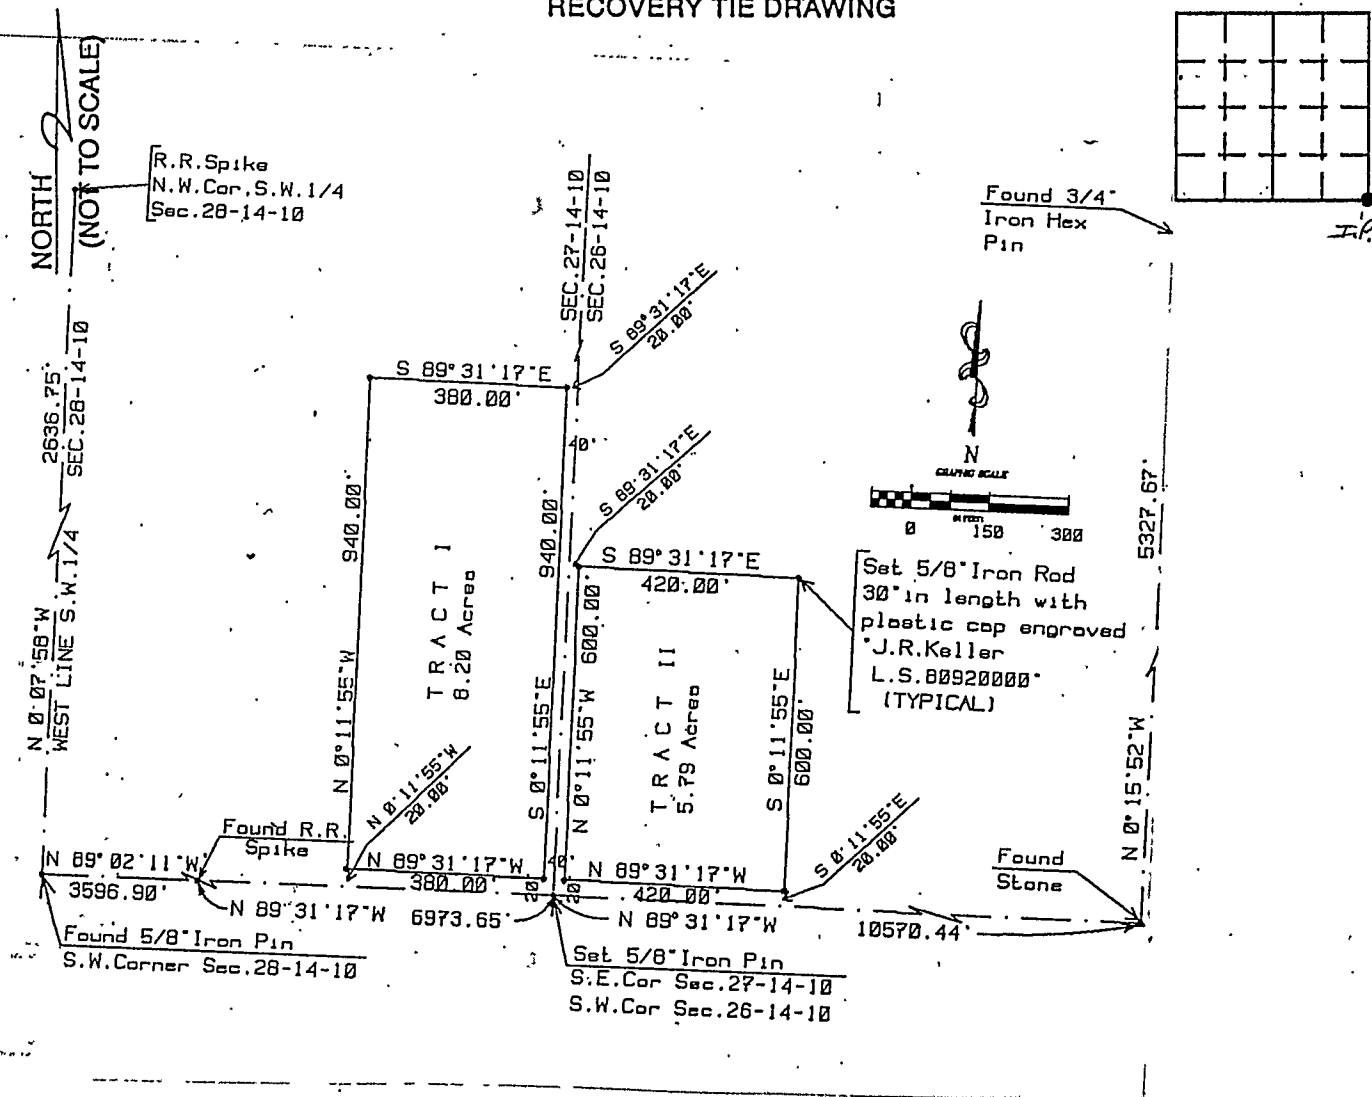 RECOVERY TIE DRAWING
NORTH
(NOT TO SCALE)
R.R.Spike
N.W.Cor.S.W.1/4
Sec.28-14-10
SEC.27-14-10
SEC.26-14-10
Found 3/4"
Iron Hex
Pin
I.P.
2636.75'
SEC.28-14-10
N 0°07'58"W
WEST LINE S.W.1/4
S 89°31'17"E
20.00'
S 89°31'17"E
380.00'
40'
S 89°31'17"E
20.00'
N
GRAPHIC SCALE
IN FEET
0 150 300
5327.67'
940.00'
940.00'
S 89°31'17"E
420.00'
600.00'
Set 5/8"Iron Rod
30"in length with
plastic cap engraved
"J.R.Keller
L.S.80920000"
(TYPICAL)
TRACT I
8.20 Acres
TRACT II
5.79 Acres
N 0°11'55"W
S 0°11'55"E
N 0°11'55"W
S 0°11'55"E
600.00'
N 0°11'55"W
20.00'
S 0°11'55"E
20.00'
N 0°15'52"W
Found R.R.
Spike
Found
Stone
N 89°02'11"W
3596.90'
N 89°31'17"W
380.00'
40'
20'
20'
N 89°31'17"W
420.00'
N 89°31'17"W
6973.65'
N 89°31'17"W
10570.44'
Found 5/8"Iron Pin
S.W.Corner Sec.28-14-10
Set 5/8"Iron Pin
S.E.Cor Sec.27-14-10
S.W.Cor Sec.26-14-10